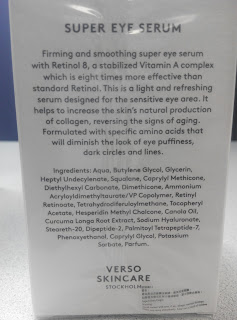 SUPER EYE SERUM
Firming and smoothing super eye serum
with Retinol 8, a stabilized Vitamin A complex
which is eight times more effective than
standard Retinol. This is a light and refreshing
serum designed for the sensitive eye area. It
helps to increase the skin's natural production
of collagen, reversing the signs of aging.
Formulated with specific amino acids that
will diminish the look of eye puffiness,
dark circles and lines.
Ingredients: Aqua, Butylene Glycol, Glycerin,
Heptyl Undecylenate, Squalane, Caprylyl Methicone,
Diethylhexyl Carbonate, Dimethicone, Ammonium
Acryloyldimethyltaurate/VP Copolymer, Retinyl
Retinoate, Tetrahydrodiferuloylmethane, Tocopheryl
Acetate, Hesperidin Methyl Chalcone, Canola Oil,
Curcuma Longa Root Extract, Sodium Hyaluronate,
Steareth-20, Dipeptide-2, Palmitoyl Tetrapeptide-7,
Phenoxyethanol, Caprylyl Glycol, Potassium
Sorbate, Parfum.
VERSO
SKINCARE
STOCKHOLM